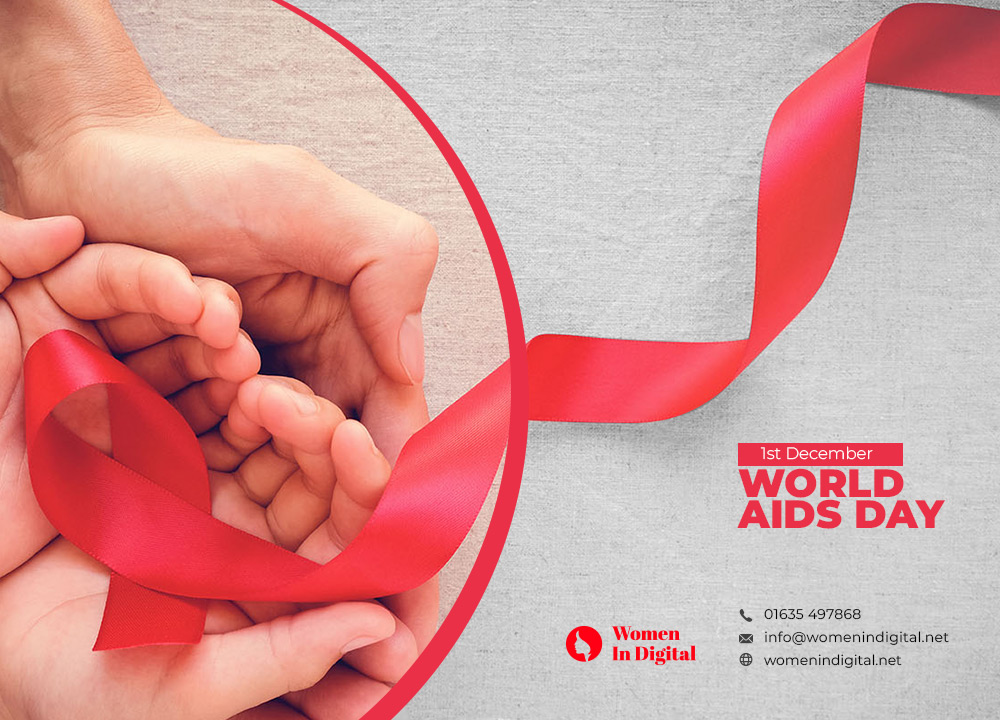 1st December
WORLD
AIDS DAY
Women
In Digital
01635 497868
info@womenindigital.net
womenindigital.net